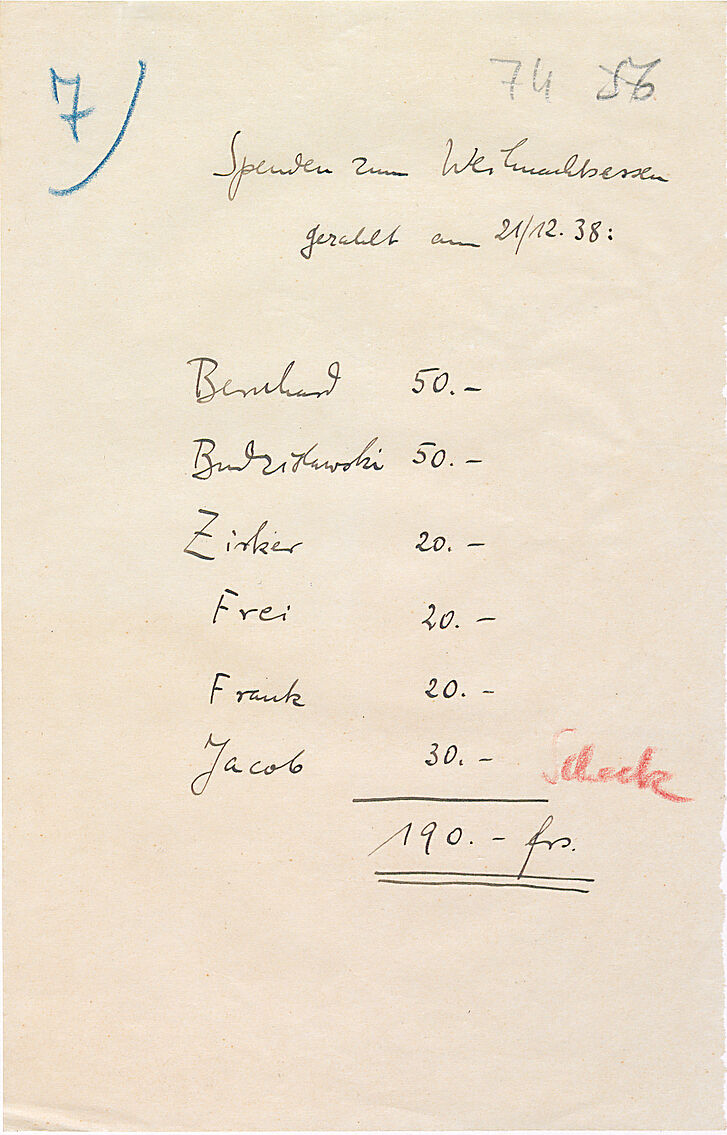 7)
74 86
Spenden zum Weihnachtsessen
gezahlt am 21/12.38:
Bernhard 50.-
Budzislawski 50.-
Zirker 20.-
Frei 20.-
Frank 20.-
Jacob 30.- Scheck
190.- frs.